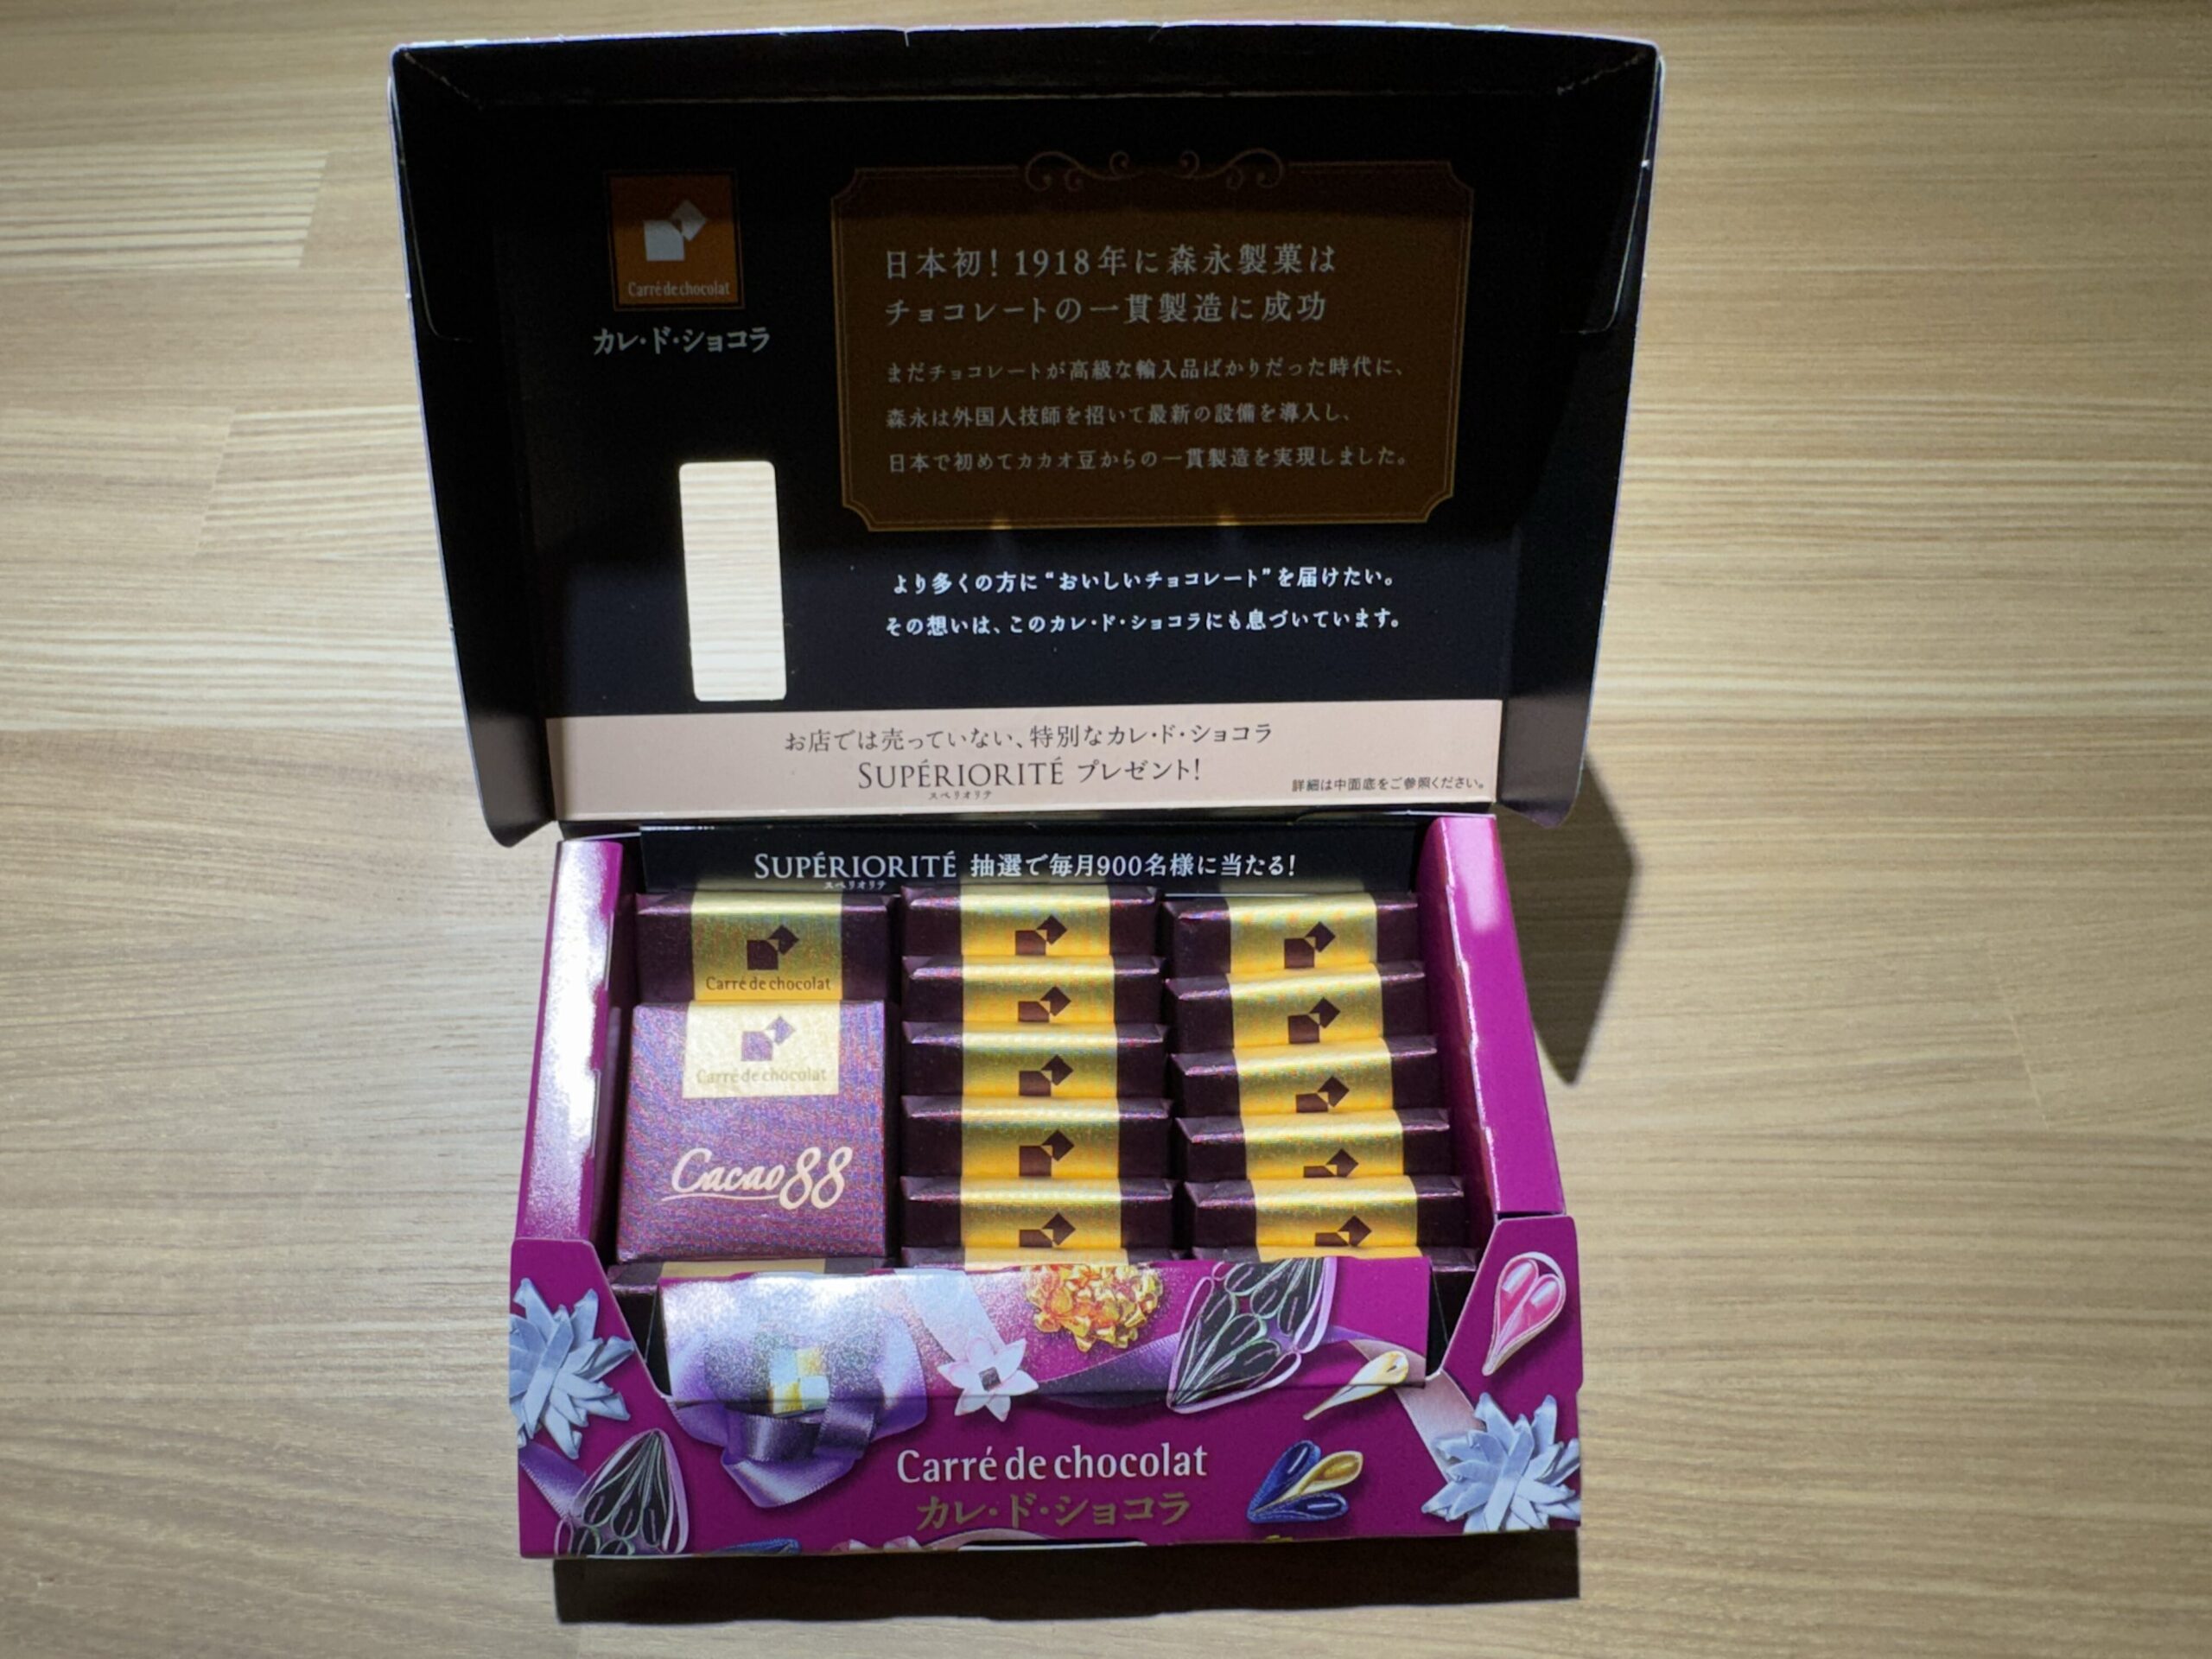 Carré de chocolat
カレ・ド・ショコラ
日本初！1918年に森永製菓は
チョコレートの一貫製造に成功
まだチョコレートが高級な輸入品ばかりだった時代に、
森永は外国人技師を招いて最新の設備を導入し、
日本で初めてカカオ豆からの一貫製造を実現しました。
より多くの方に“おいしいチョコレート”を届けたい。
その想いは、このカレ・ド・ショコラにも息づいています。
お店では売っていない、特別なカレ・ド・ショコラ
SUPÉRIORITÉ プレゼント！
スペリオリテ
詳細は中面底をご参照ください。
SUPÉRIORITÉ 抽選で毎月900名様に当たる！
スペリオリテ
Carré de chocolat
Carré de chocolat
Cacao88
Carré de chocolat
カレ・ド・ショコラ